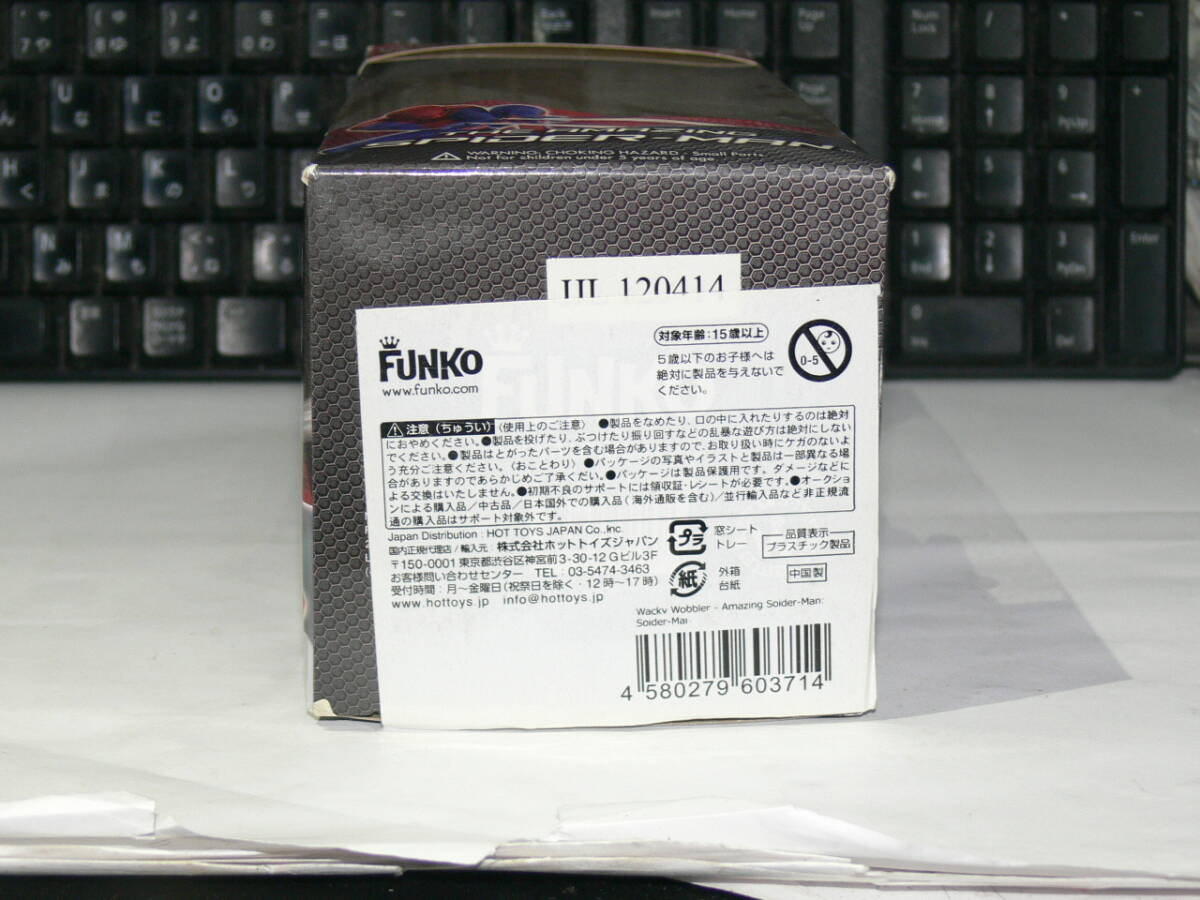 THE AMAZING
SPIDER-MAN
WARNING: CHOKING HAZARD: Small Parts
Not for children under 3 years of age
120414
FUNKO
www.funko.com
対象年齢:15歳以上
5歳以下のお子様へは
絶対に製品を与えないで
ください。
0-5
注意(ちゅうい)〈使用上のご注意〉 ●製品をなめたり、口の中に入れたりするのは絶対
におやめください。●製品を投げたり、ぶつけたり振り回すなどの乱暴な遊び方は絶対にしない
でください。●製品はとがったパーツを含む場合がありますので、お取り扱い時にケガのないよ
う充分ご注意ください。〈おことわり〉 ●パッケージの写真やイラストと製品は一部異なる場
合がありますのであらかじめご了承ください。●パッケージは製品保護用です。ダメージなどに
よる交換はいたしません。●初期不良のサポートには領収証・レシートが必要です。●オークショ
ンによる購入品／中古品／日本国外での購入品(海外通販を含む)／並行輸入品など非正規流
通の購入品はサポート対象外です。
Japan Distribution : HOT TOYS JAPAN Co.,Inc.
国内正規代理店/輸入元:株式会社ホットトイズジャパン
〒150-0001 東京都渋谷区神宮前3-30-12 Gビル3F
お客様問い合わせセンター TEL:03-5474-3463
受付時間:月～金曜日(祝祭日を除く・12時～17時)
www.hottoys.jp info@hottoys.jp
プラ
窓シート
トレー
紙
外箱
台紙
品質表示
プラスチック製品
中国製
Wacky Wobbler - Amazing Spider-Man:
Spider-Man
4 580279 603714